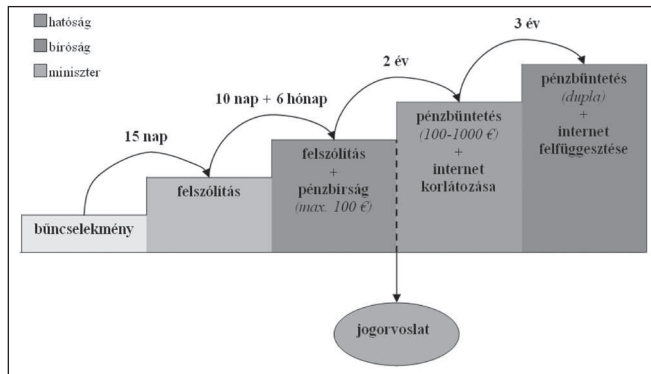 hatóság
bíróság
miniszter
3 év
2 év
10 nap + 6 hónap
15 nap
bűncselekmény
felszólítás
felszólítás
+
pénzbírság
(max. 100 €)
pénzbüntetés
(100-1000 €)
+
internet
korlátozása
pénzbüntetés
(dupla)
+
internet
felfüggesztése
jogorvoslat